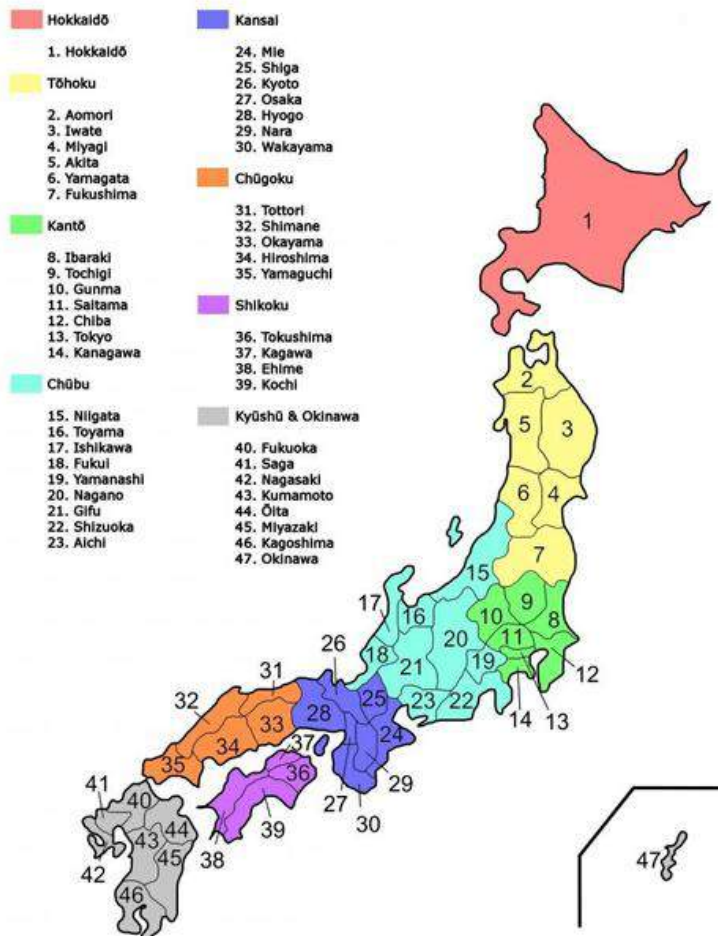 Hokkaidō
1. Hokkaidō
Tōhoku
2. Aomori
3. Iwate
4. Miyagi
5. Akita
6. Yamagata
7. Fukushima
Kantō
8. Ibaraki
9. Tochigi
10. Gunma
11. Saitama
12. Chiba
13. Tokyo
14. Kanagawa
Chūbu
15. Niigata
16. Toyama
17. Ishikawa
18. Fukui
19. Yamanashi
20. Nagano
21. Gifu
22. Shizuoka
23. Aichi
Kansai
24. Mie
25. Shiga
26. Kyoto
27. Osaka
28. Hyogo
29. Nara
30. Wakayama
Chūgoku
31. Tottori
32. Shimane
33. Okayama
34. Hiroshima
35. Yamaguchi
Shikoku
36. Tokushima
37. Kagawa
38. Ehime
39. Kochi
Kyūshū & Okinawa
40. Fukuoka
41. Saga
42. Nagasaki
43. Kumamoto
44. Ōita
45. Miyazaki
46. Kagoshima
47. Okinawa
1
2
5
3
6
4
7
15
9
10
8
17
16
11
20
18
21
19
12
26
31
25
23
22
14
13
32
28
33
24
34
37
35
36
29
27
41
40
39
30
44
43
38
42
45
47
46